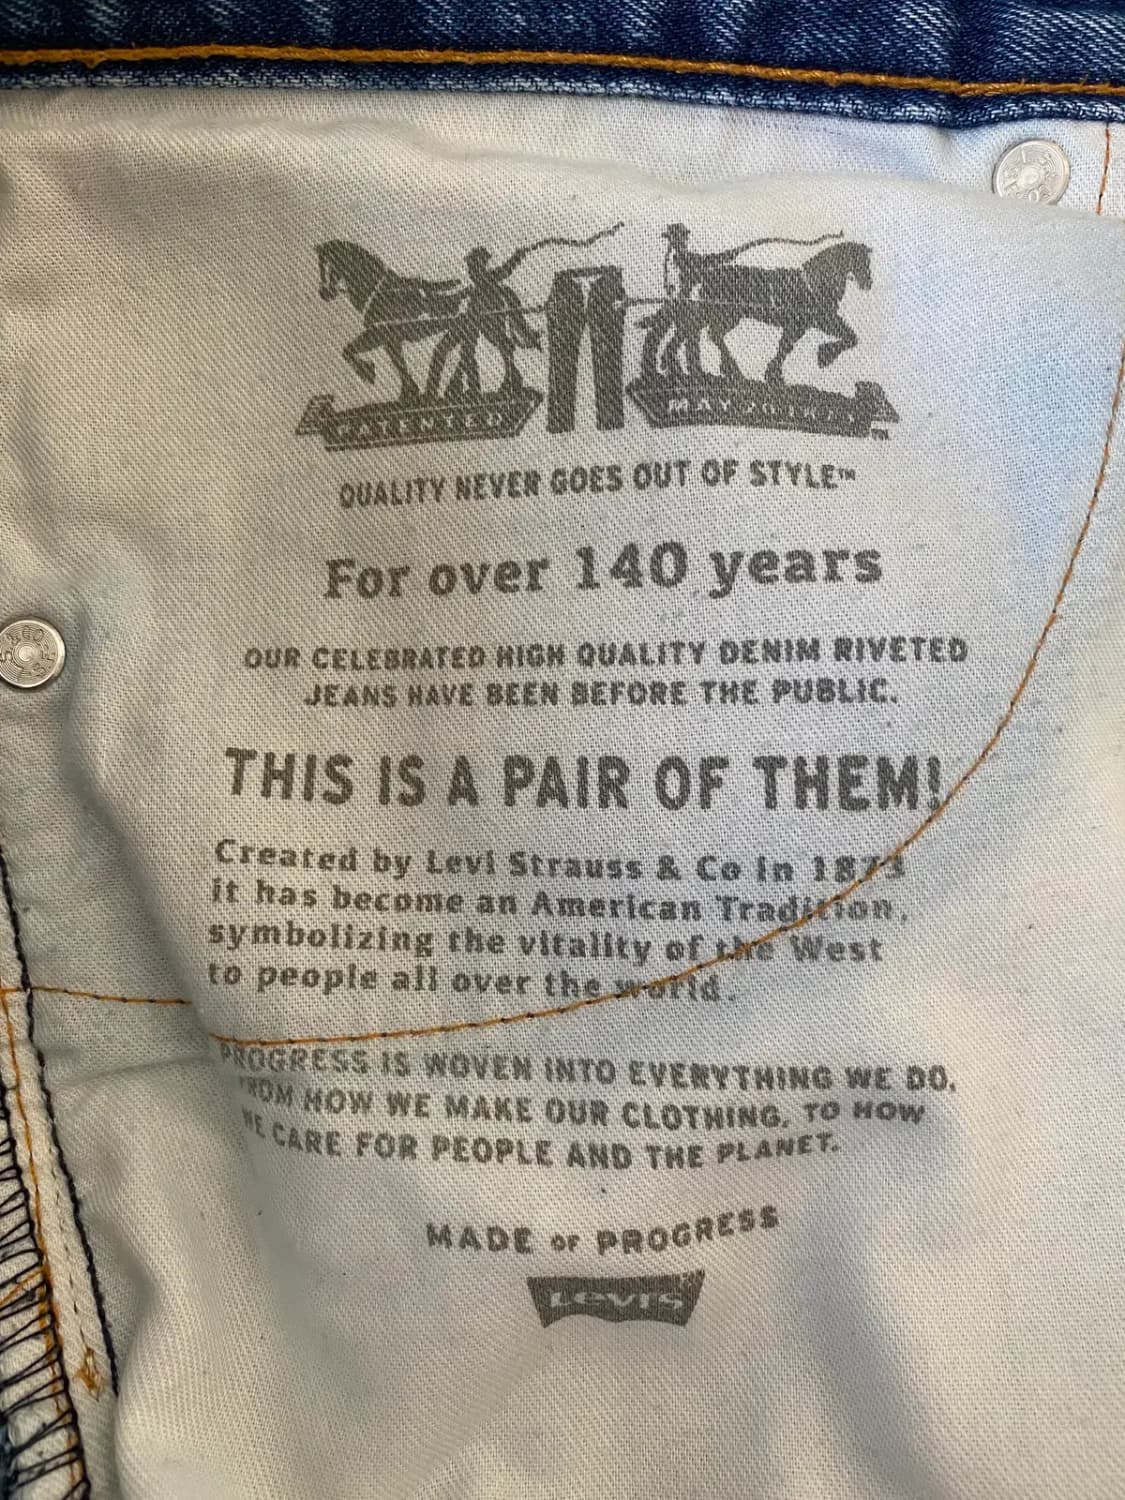 PATENTED MAY 20 1873 TM
QUALITY NEVER GOES OUT OF STYLE™
For over 140 years
OUR CELEBRATED HIGH QUALITY DENIM RIVETED
JEANS HAVE BEEN BEFORE THE PUBLIC.
THIS IS A PAIR OF THEM!
Created by Levi Strauss & Co in 1873
it has become an American Tradition,
symbolizing the vitality of the West
to people all over the world.
PROGRESS IS WOVEN INTO EVERYTHING WE DO.
FROM HOW WE MAKE OUR CLOTHING, TO HOW
WE CARE FOR PEOPLE AND THE PLANET.
MADE OF PROGRESS
Levi's